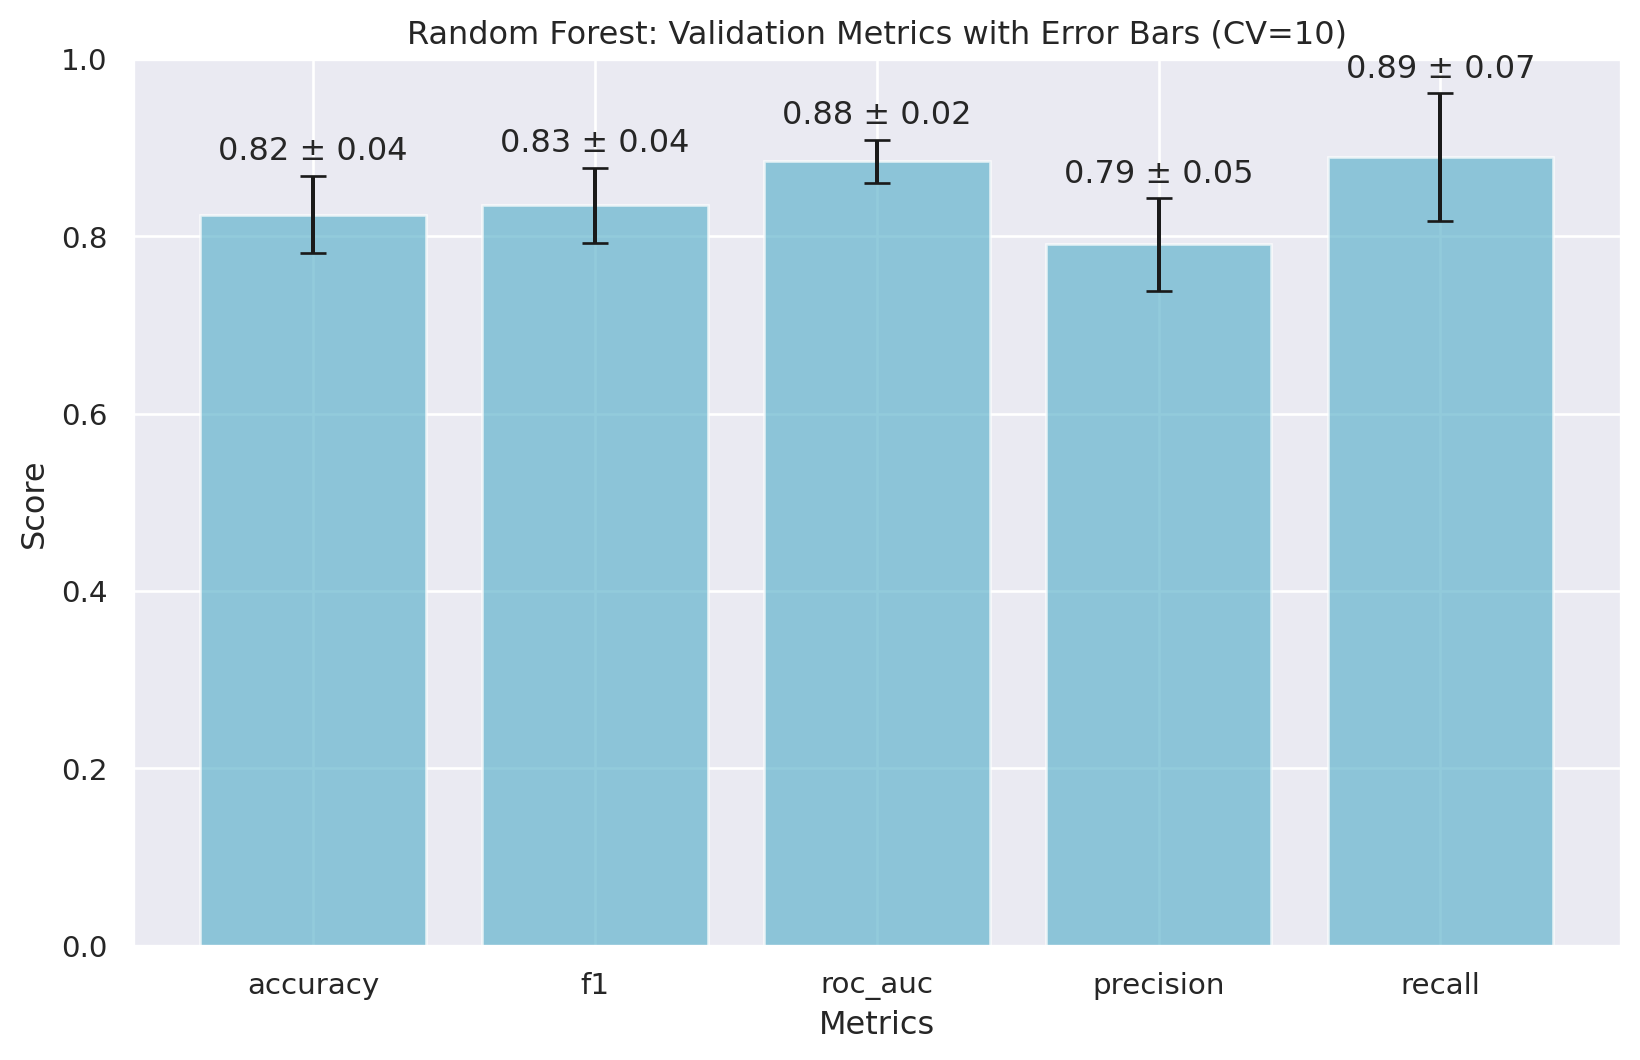 Random Forest: Validation Metrics with Error Bars (CV=10)
1.0
0.8
0.6
0.4
0.2
0.0
Score
0.82 ± 0.04
0.83 ± 0.04
0.88 ± 0.02
0.79 ± 0.05
0.89 ± 0.07
accuracy
f1
roc_auc
precision
recall
Metrics